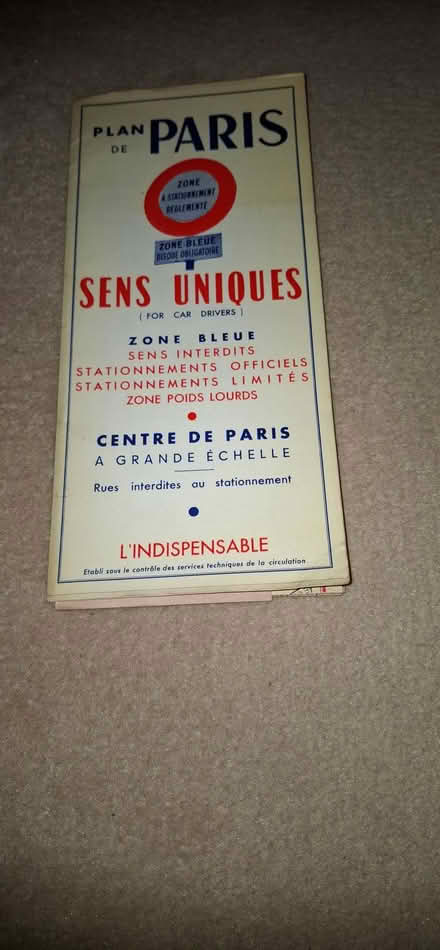 PLAN DE PARIS
ZONE
A STATIONNEMENT
RÉGLEMENTÉ
ZONE BLEUE
DISQUE OBLIGATOIRE
SENS UNIQUES
( FOR CAR DRIVERS )
ZONE BLEUE
SENS INTERDITS
STATIONNEMENTS OFFICIELS
STATIONNEMENTS LIMITÉS
ZONE POIDS LOURDS
CENTRE DE PARIS
A GRANDE ÉCHELLE
Rues interdites au stationnement
L'INDISPENSABLE
Etabli sous le contrôle des services techniques de la circulation